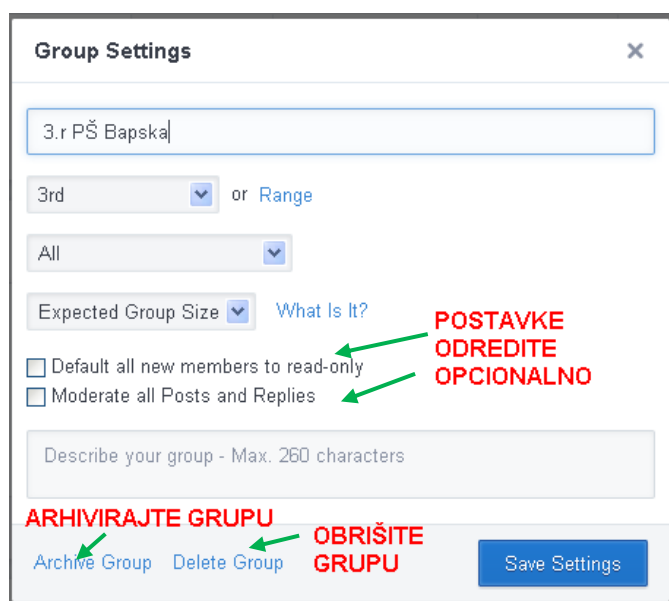 Group Settings
3.r PŠ Bapska
3rd or Range
All
Expected Group Size What Is It?
POSTAVKE
ODREDITE
OPCIONALNO
Default all new members to read-only
Moderate all Posts and Replies
Describe your group - Max. 260 characters
ARHIVIRAJTE GRUPU
OBRIŠITE
GRUPU
Archive Group Delete Group
Save Settings